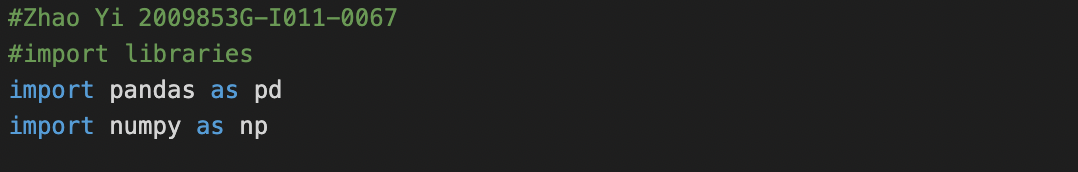 #Zhao Yi 2009853G-I011-0067
#import libraries
import pandas as pd
import numpy as np